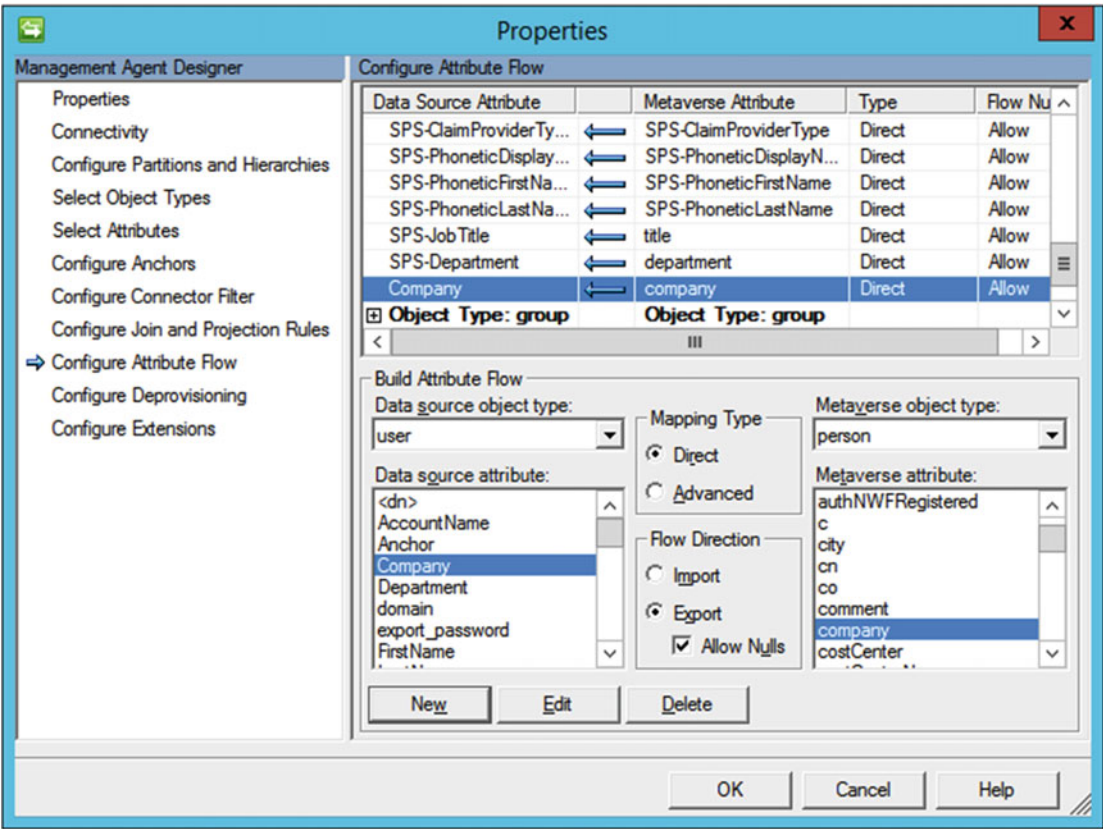 Properties
x
Management Agent Designer
Properties
Connectivity
Configure Partitions and Hierarchies
Select Object Types
Select Attributes
Configure Anchors
Configure Connector Filter
Configure Join and Projection Rules
Configure Attribute Flow
Configure Deprovisioning
Configure Extensions
Configure Attribute Flow
Data Source Attribute Metaverse Attribute Type Flow Nu
SPS-ClaimProviderTy... SPS-ClaimProviderType Direct Allow
SPS-PhoneticDisplay... SPS-PhoneticDisplayN... Direct Allow
SPS-PhoneticFirstNa... SPS-PhoneticFirstName Direct Allow
SPS-PhoneticLastNa... SPS-PhoneticLastName Direct Allow
SPS-JobTitle title Direct Allow
SPS-Department department Direct Allow
Company company Direct Allow
Object Type: group Object Type: group
Build Attribute Flow
Data source object type:
user
Data source attribute:
<dn>
AccountName
Anchor
Company
Department
domain
export_password
FirstName
Mapping Type
Direct
Advanced
Flow Direction
Import
Export
Allow Nulls
Metaverse object type:
person
Metaverse attribute:
authNWFRegistered
c
city
cn
co
comment
company
costCenter
New Edit Delete
OK Cancel Help